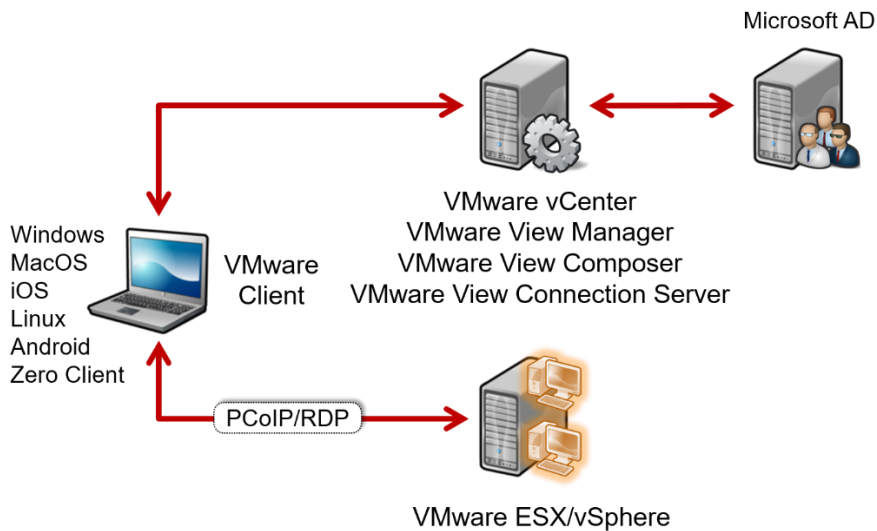 Microsoft AD
VMware vCenter
VMware View Manager
VMware View Composer
VMware View Connection Server
Windows
MacOS
iOS
Linux
Android
Zero Client
VMware
Client
PCoIP/RDP
VMware ESX/vSphere